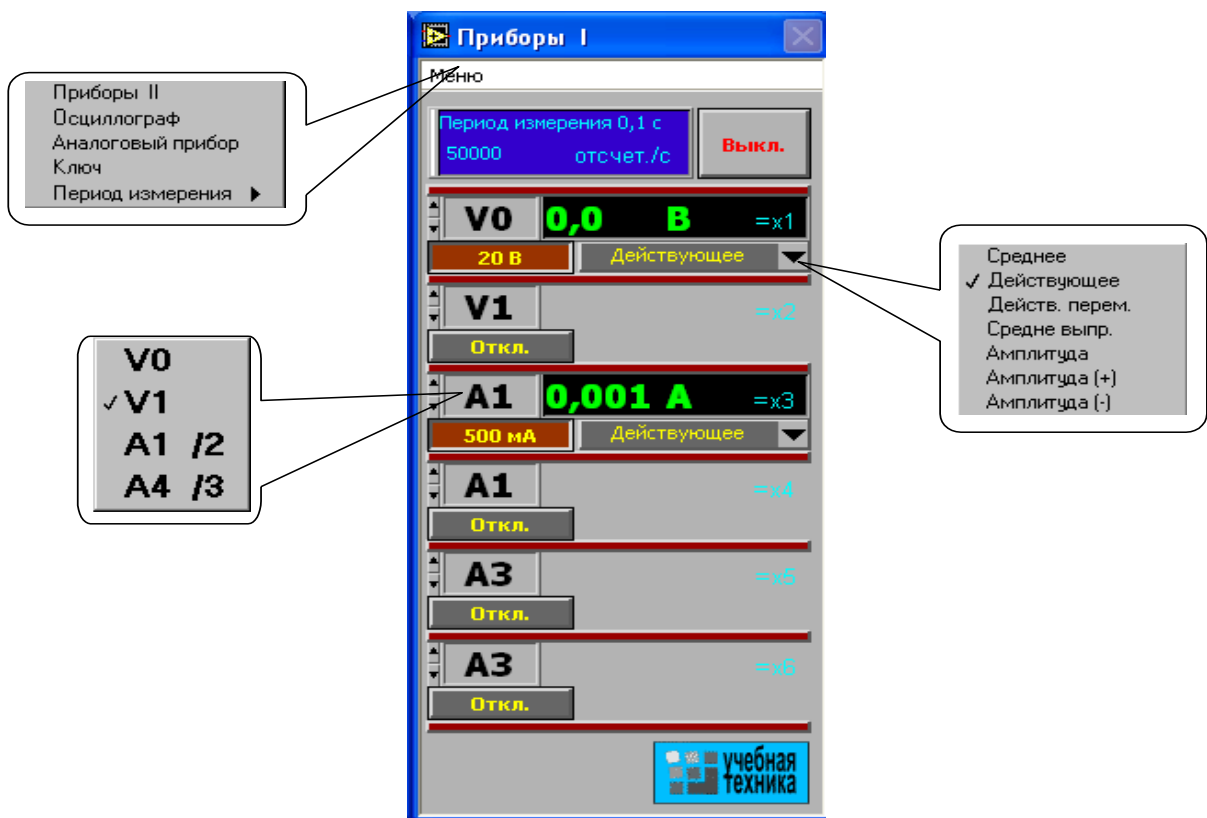 Приборы I
Меню
Приборы II
Осциллограф
Аналоговый прибор
Ключ
Период измерения
Период измерения 0,1 с
50000 отсчет./с
Выкл.
V0 0,0 В =x1
20 В Действующее
V1 =x2
Откл.
A1 0,001 А =x3
500 мА Действующее
A1 =x4
Откл.
A3 =x5
Откл.
A3 =x6
Откл.
учебная
техника
V0
✓V1
A1 /2
A4 /3
Среднее
✓ Действующее
Действ. перем.
Средне выпр.
Амплитуда
Амплитуда (+)
Амплитуда (-)